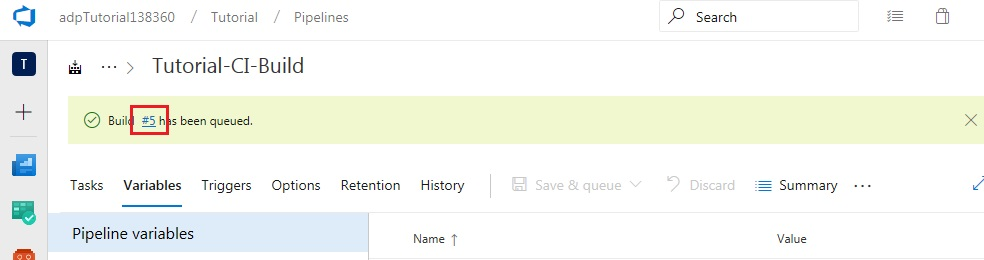 adpTutorial138360 / Tutorial / Pipelines Search
T ... > Tutorial-CI-Build
Build #5 has been queued.
Tasks Variables Triggers Options Retention History Save & queue Discard Summary ...
Pipeline variables Name ↑ Value